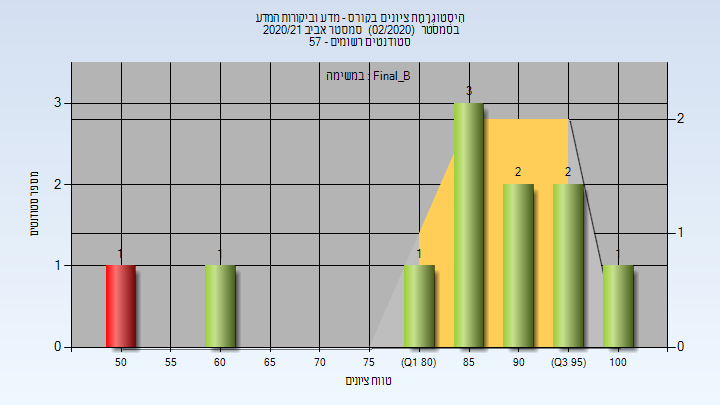 היסטוגרמת ציונים בקורס - מדע וביקורות המדע
בסמסטר (02/2020) סמסטר אביב 2020/21
סטודנטים רשומים - 57
במשימה : Final_B
מספר סטודנטים
3
2
1
0
2
1
0
1
1
1
3
2
2
1
50
55
60
65
70
75
(Q1 80)
85
90
(Q3 95)
100
טווח ציונים